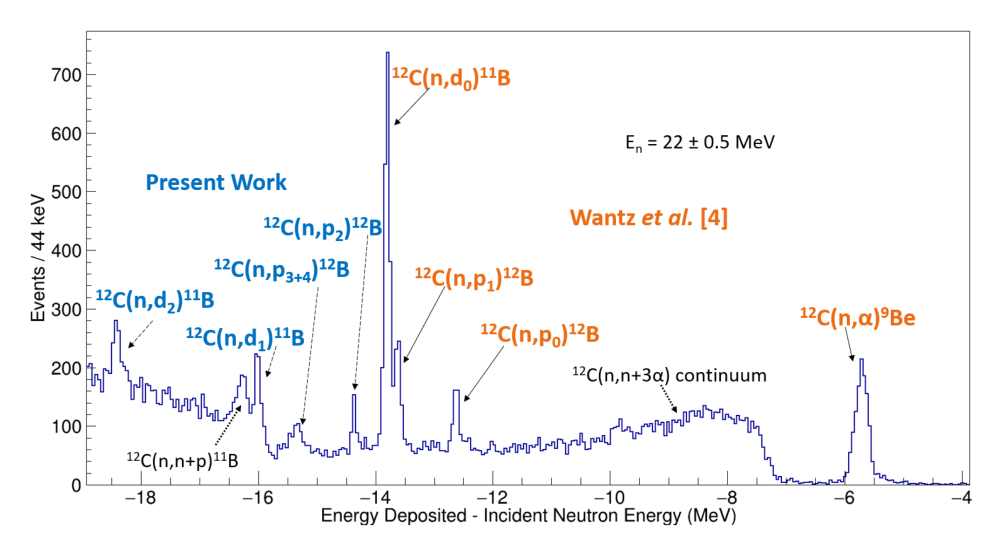 700
600
500
400
300
200
100
0
Events / 44 keV
¹²C(n,d₀)¹¹B
Eₙ = 22 ± 0.5 MeV
Present Work
Wantz et al. [4]
¹²C(n,p₂)¹²B
¹²C(n,p₃₊₄)¹²B
¹²C(n,p₁)¹²B
¹²C(n,d₂)¹¹B
¹²C(n,α)⁹Be
¹²C(n,d₁)¹¹B
¹²C(n,p₀)¹²B
¹²C(n,n+3α) continuum
¹²C(n,n+p)¹¹B
−18 −16 −14 −12 −10 −8 −6 −4
Energy Deposited - Incident Neutron Energy (MeV)